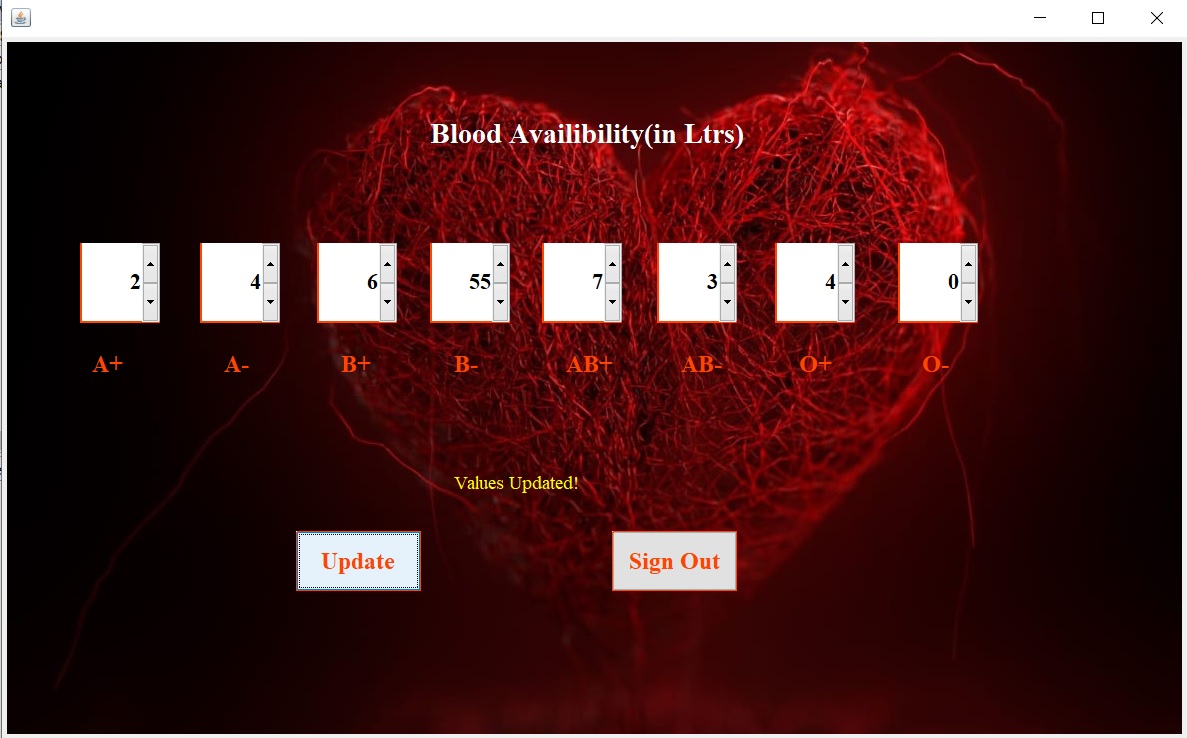 Blood Availibility(in Ltrs)
2 4 6 55 7 3 4 0
A+ A- B+ B- AB+ AB- O+ O-
Values Updated!
Update Sign Out